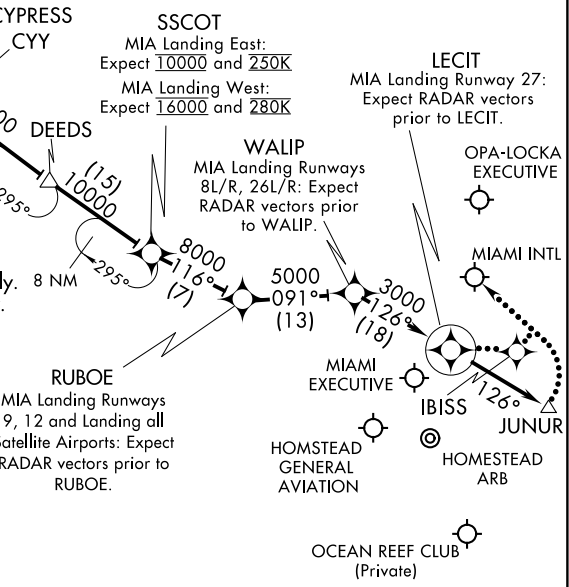 CYPRESS
CYY
SSCOT
MIA Landing East:
Expect 10000 and 250K
MIA Landing West:
Expect 16000 and 280K
LECIT
MIA Landing Runway 27:
Expect RADAR vectors
prior to LECIT.
DEEDS
WALIP
MIA Landing Runways
8L/R, 26L/R: Expect
RADAR vectors prior
to WALIP.
OPA-LOCKA
EXECUTIVE
(15)
10000
295°
295°
8 NM
8000
116°
(7)
5000
091°
(13)
3000
126°
(18)
MIAMI INTL
RUBOE
MIA Landing Runways
9, 12 and Landing all
Satellite Airports: Expect
RADAR vectors prior to
RUBOE.
MIAMI
EXECUTIVE
IBISS
126°
JUNUR
HOMSTEAD
GENERAL
AVIATION
HOMESTEAD
ARB
OCEAN REEF CLUB
(Private)